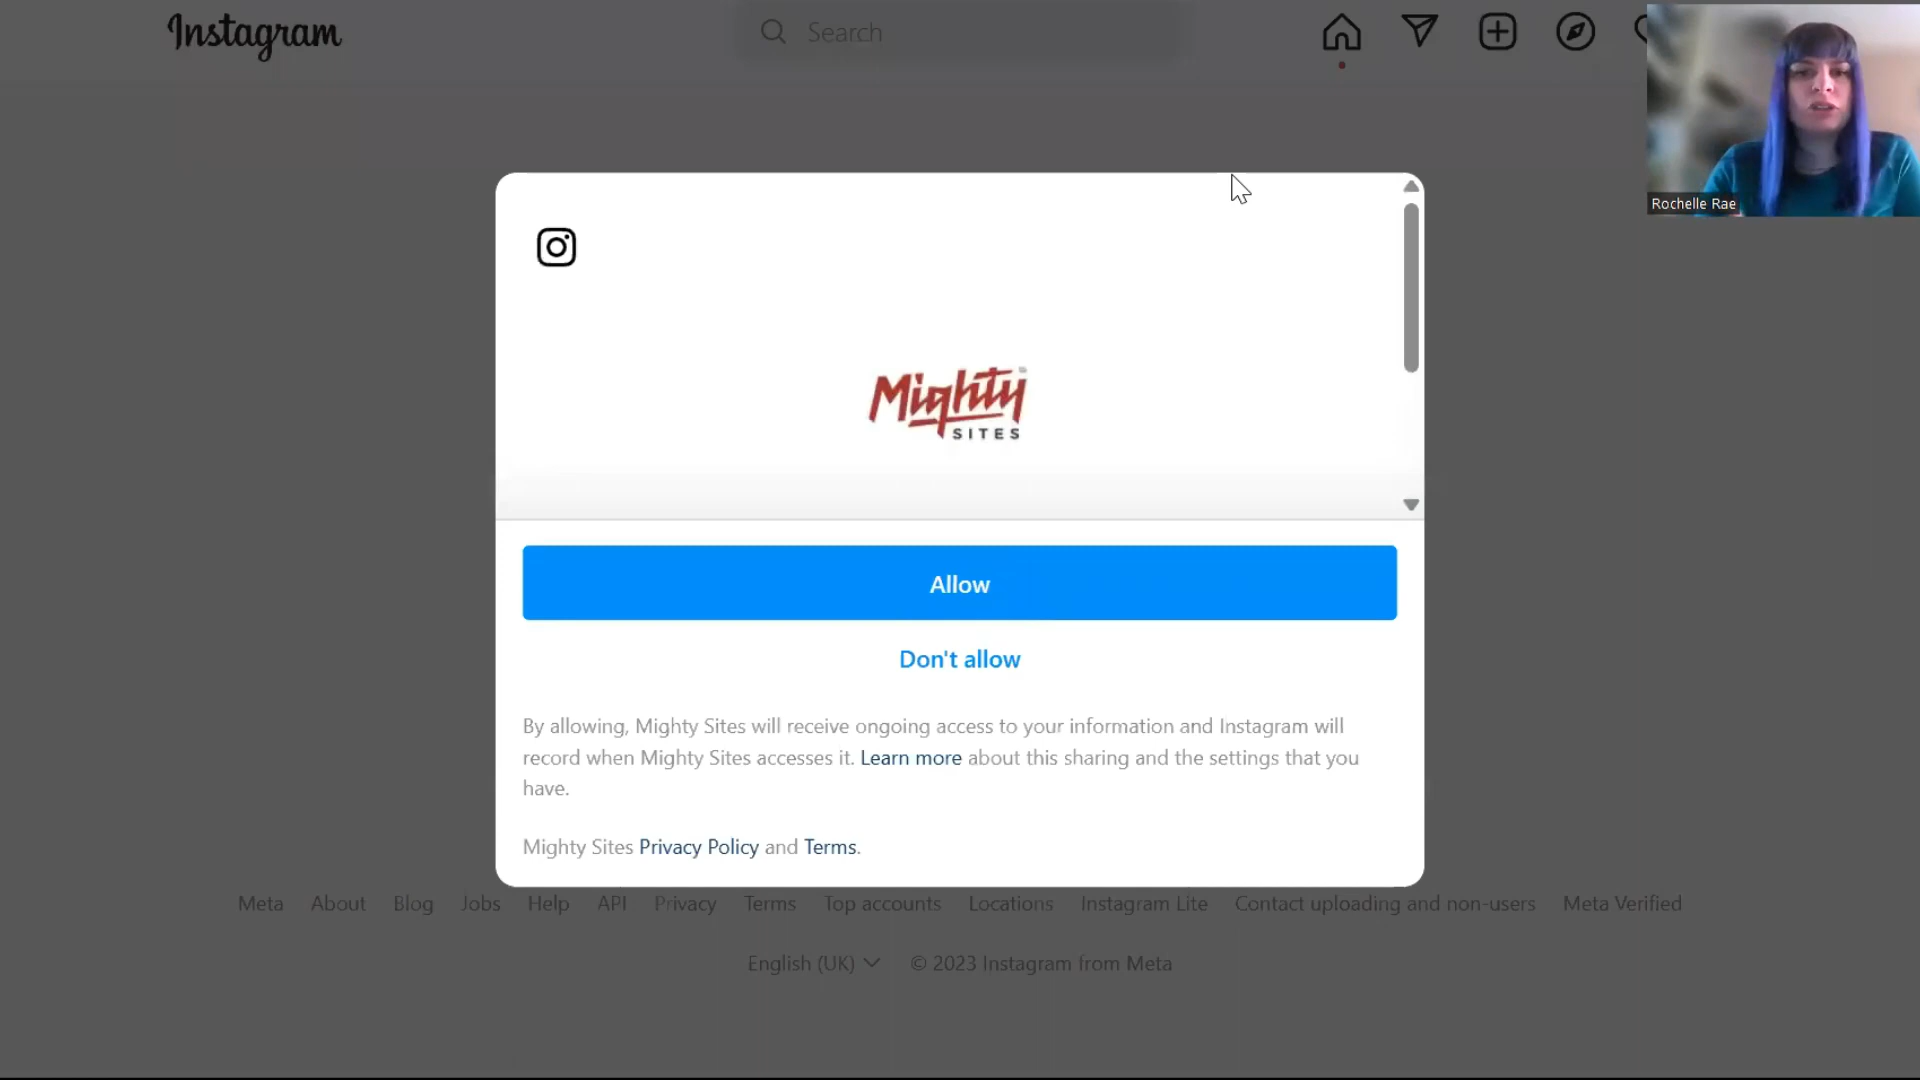 Instagram
Search
Rochelle Rae
Mighty
SITES
Allow
Don't allow
By allowing, Mighty Sites will receive ongoing access to your information and Instagram will
record when Mighty Sites accesses it. Learn more about this sharing and the settings that you
have.
Mighty Sites Privacy Policy and Terms.
Meta About Blog Jobs Help API Privacy Terms Top accounts Locations Instagram Lite Contact uploading and non-users Meta Verified
English (UK) © 2023 Instagram from Meta